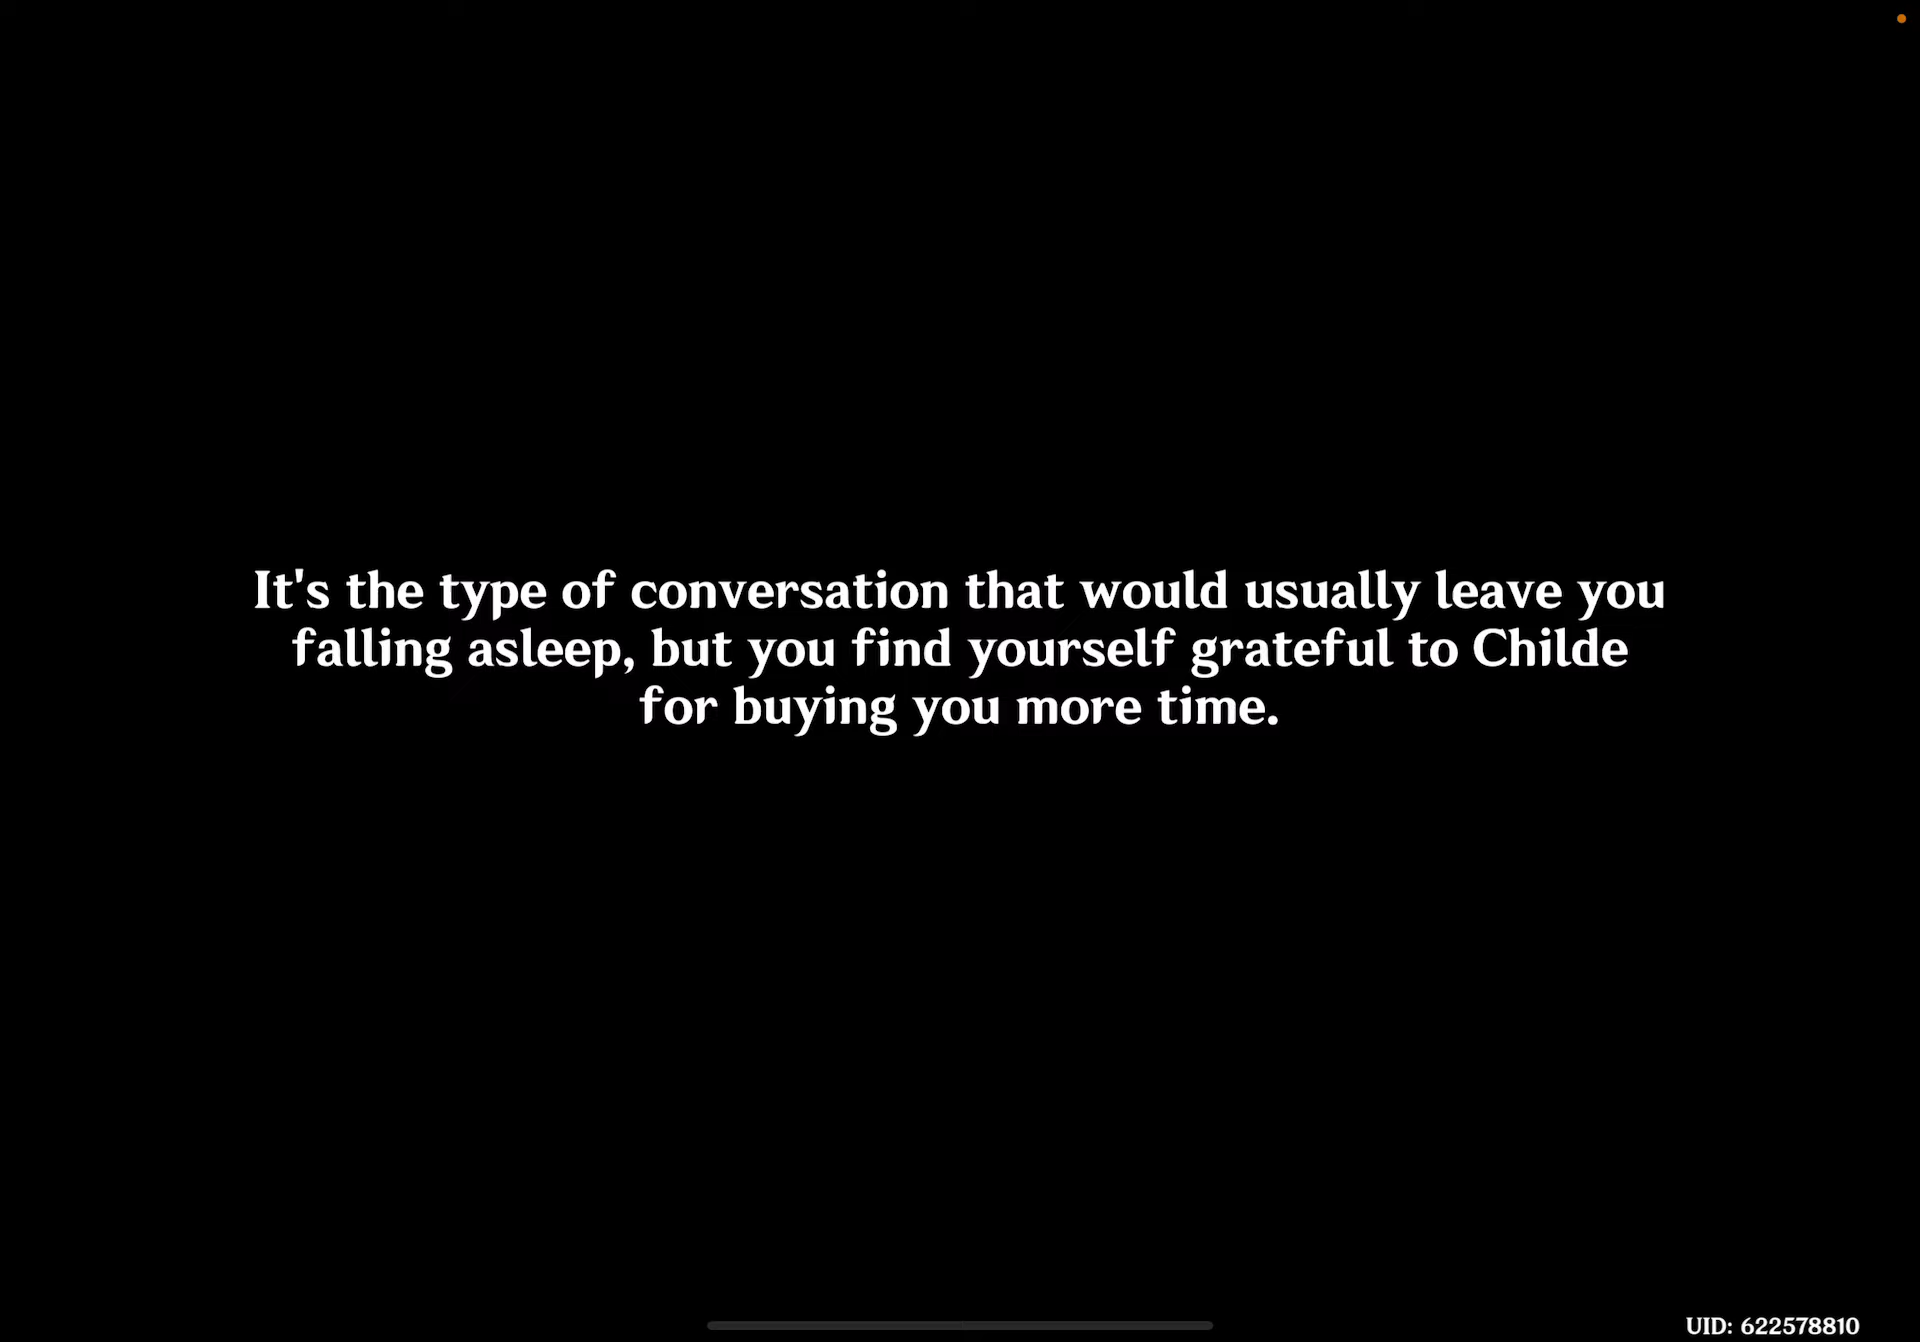 It's the type of conversation that would usually leave you
falling asleep, but you find yourself grateful to Childe
for buying you more time.
UID: 622578810